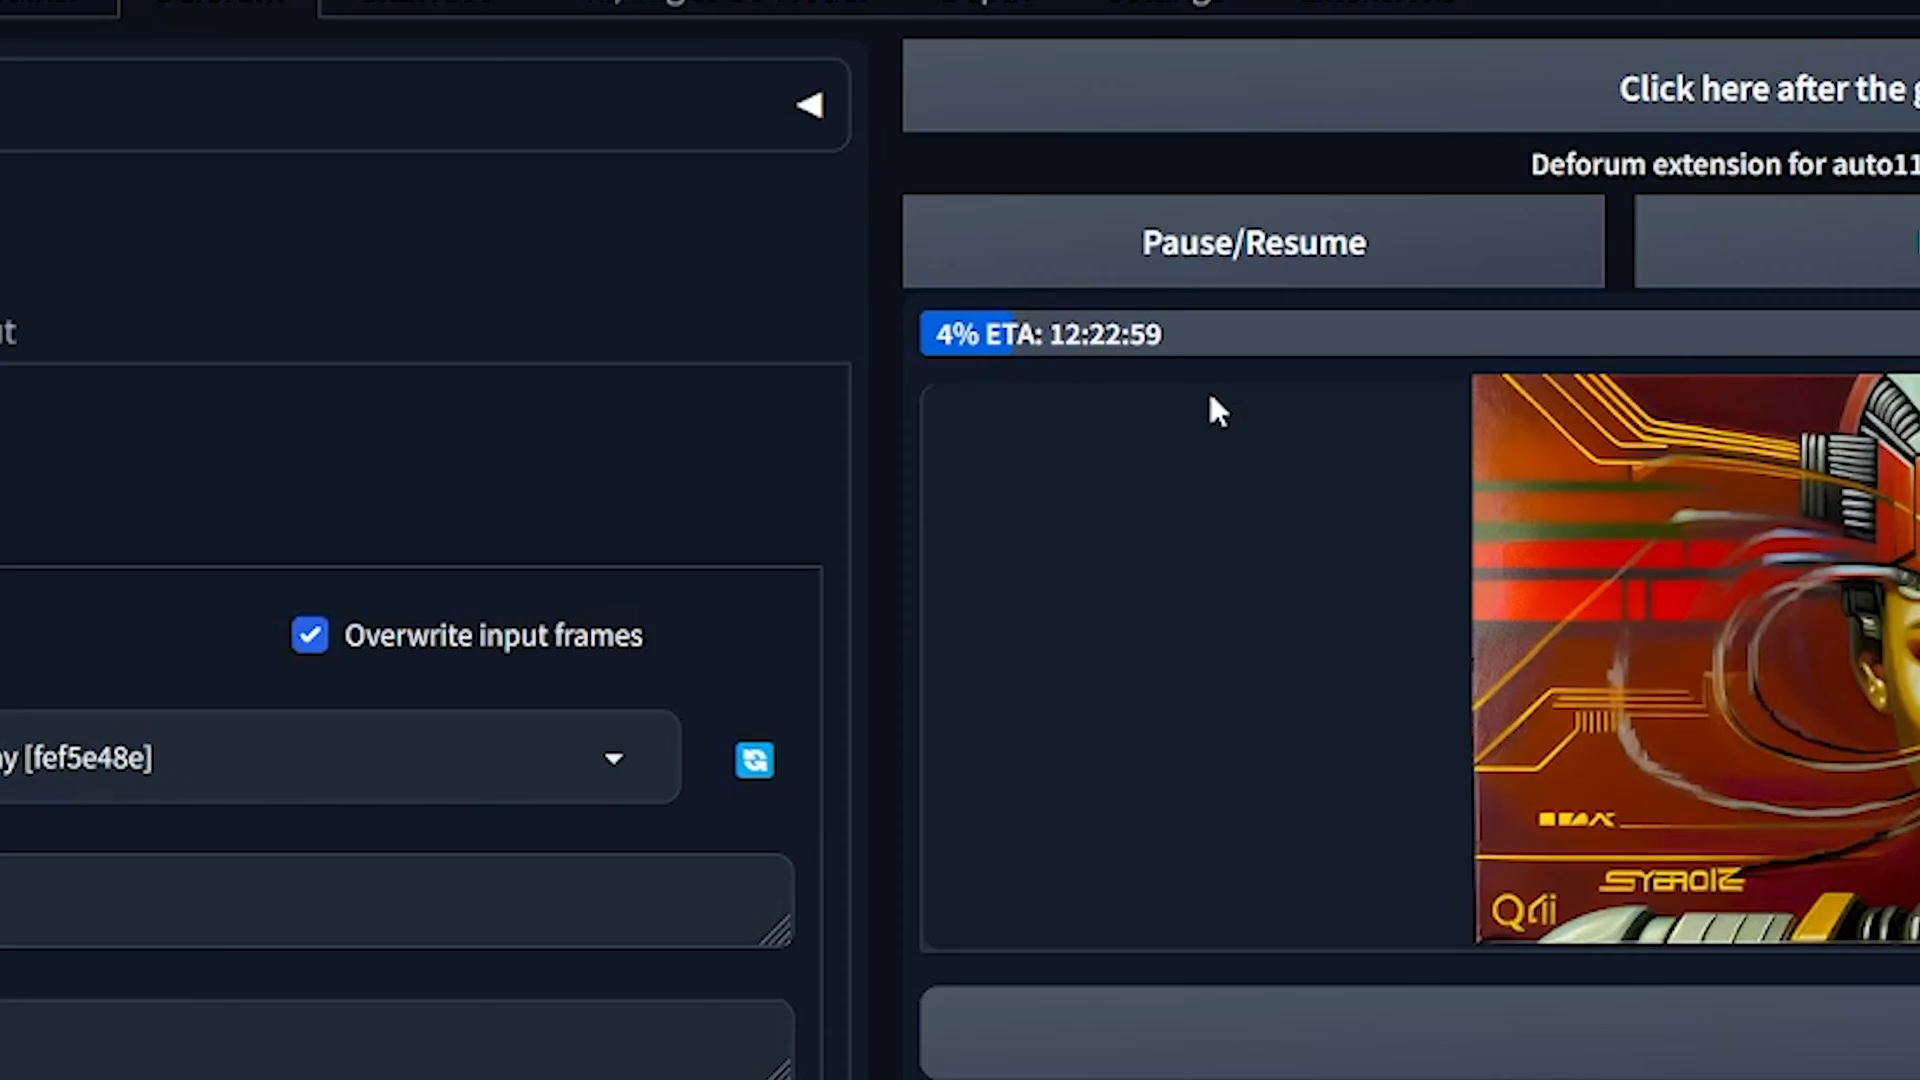 Click here after the
Deforum extension for auto11
Pause/Resume
4% ETA: 12:22:59
Overwrite input frames
[fef5e48e]